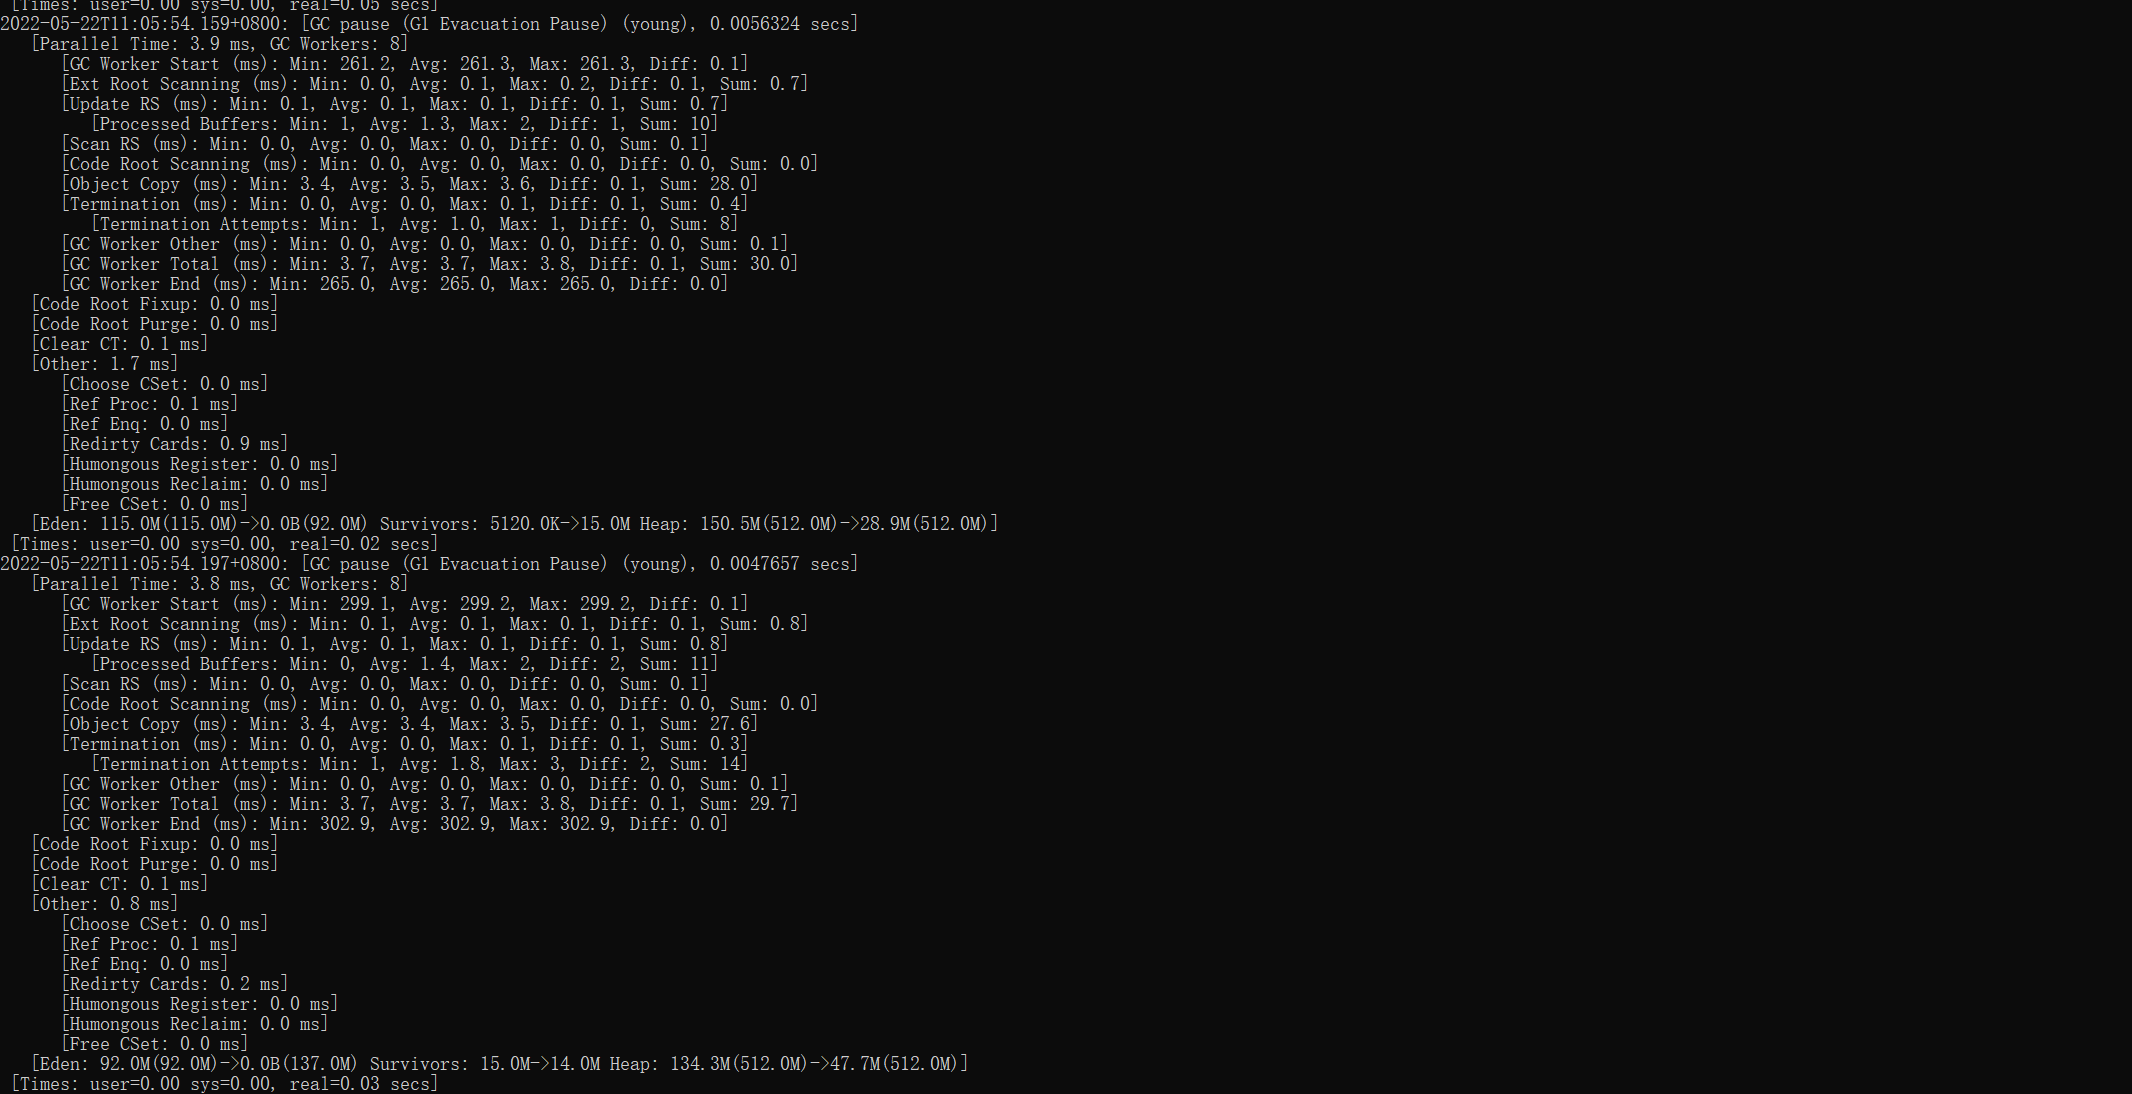 [Times: user=0.00 sys=0.00, real=0.05 secs]
2022-05-22T11:05:54.159+0800: [GC pause (G1 Evacuation Pause) (young), 0.0056324 secs]
[Parallel Time: 3.9 ms, GC Workers: 8]
[GC Worker Start (ms): Min: 261.2, Avg: 261.3, Max: 261.3, Diff: 0.1]
[Ext Root Scanning (ms): Min: 0.0, Avg: 0.1, Max: 0.2, Diff: 0.1, Sum: 0.7]
[Update RS (ms): Min: 0.1, Avg: 0.1, Max: 0.1, Diff: 0.1, Sum: 0.7]
[Processed Buffers: Min: 1, Avg: 1.3, Max: 2, Diff: 1, Sum: 10]
[Scan RS (ms): Min: 0.0, Avg: 0.0, Max: 0.0, Diff: 0.0, Sum: 0.1]
[Code Root Scanning (ms): Min: 0.0, Avg: 0.0, Max: 0.0, Diff: 0.0, Sum: 0.0]
[Object Copy (ms): Min: 3.4, Avg: 3.5, Max: 3.6, Diff: 0.1, Sum: 28.0]
[Termination (ms): Min: 0.0, Avg: 0.0, Max: 0.1, Diff: 0.1, Sum: 0.4]
[Termination Attempts: Min: 1, Avg: 1.0, Max: 1, Diff: 0, Sum: 8]
[GC Worker Other (ms): Min: 0.0, Avg: 0.0, Max: 0.0, Diff: 0.0, Sum: 0.1]
[GC Worker Total (ms): Min: 3.7, Avg: 3.7, Max: 3.8, Diff: 0.1, Sum: 30.0]
[GC Worker End (ms): Min: 265.0, Avg: 265.0, Max: 265.0, Diff: 0.0]
[Code Root Fixup: 0.0 ms]
[Code Root Purge: 0.0 ms]
[Clear CT: 0.1 ms]
[Other: 1.7 ms]
[Choose CSet: 0.0 ms]
[Ref Proc: 0.1 ms]
[Ref Enq: 0.0 ms]
[Redirty Cards: 0.9 ms]
[Humongous Register: 0.0 ms]
[Humongous Reclaim: 0.0 ms]
[Free CSet: 0.0 ms]
[Eden: 115.0M(115.0M)->0.0B(92.0M) Survivors: 5120.0K->15.0M Heap: 150.5M(512.0M)->28.9M(512.0M)]
[Times: user=0.00 sys=0.00, real=0.02 secs]
2022-05-22T11:05:54.197+0800: [GC pause (G1 Evacuation Pause) (young), 0.0047657 secs]
[Parallel Time: 3.8 ms, GC Workers: 8]
[GC Worker Start (ms): Min: 299.1, Avg: 299.2, Max: 299.2, Diff: 0.1]
[Ext Root Scanning (ms): Min: 0.1, Avg: 0.1, Max: 0.1, Diff: 0.1, Sum: 0.8]
[Update RS (ms): Min: 0.1, Avg: 0.1, Max: 0.1, Diff: 0.1, Sum: 0.8]
[Processed Buffers: Min: 0, Avg: 1.4, Max: 2, Diff: 2, Sum: 11]
[Scan RS (ms): Min: 0.0, Avg: 0.0, Max: 0.0, Diff: 0.0, Sum: 0.1]
[Code Root Scanning (ms): Min: 0.0, Avg: 0.0, Max: 0.0, Diff: 0.0, Sum: 0.0]
[Object Copy (ms): Min: 3.4, Avg: 3.4, Max: 3.5, Diff: 0.1, Sum: 27.6]
[Termination (ms): Min: 0.0, Avg: 0.0, Max: 0.1, Diff: 0.1, Sum: 0.3]
[Termination Attempts: Min: 1, Avg: 1.8, Max: 3, Diff: 2, Sum: 14]
[GC Worker Other (ms): Min: 0.0, Avg: 0.0, Max: 0.0, Diff: 0.0, Sum: 0.1]
[GC Worker Total (ms): Min: 3.7, Avg: 3.7, Max: 3.8, Diff: 0.1, Sum: 29.7]
[GC Worker End (ms): Min: 302.9, Avg: 302.9, Max: 302.9, Diff: 0.0]
[Code Root Fixup: 0.0 ms]
[Code Root Purge: 0.0 ms]
[Clear CT: 0.1 ms]
[Other: 0.8 ms]
[Choose CSet: 0.0 ms]
[Ref Proc: 0.1 ms]
[Ref Enq: 0.0 ms]
[Redirty Cards: 0.2 ms]
[Humongous Register: 0.0 ms]
[Humongous Reclaim: 0.0 ms]
[Free CSet: 0.0 ms]
[Eden: 92.0M(92.0M)->0.0B(137.0M) Survivors: 15.0M->14.0M Heap: 134.3M(512.0M)->47.7M(512.0M)]
[Times: user=0.00 sys=0.00, real=0.03 secs]